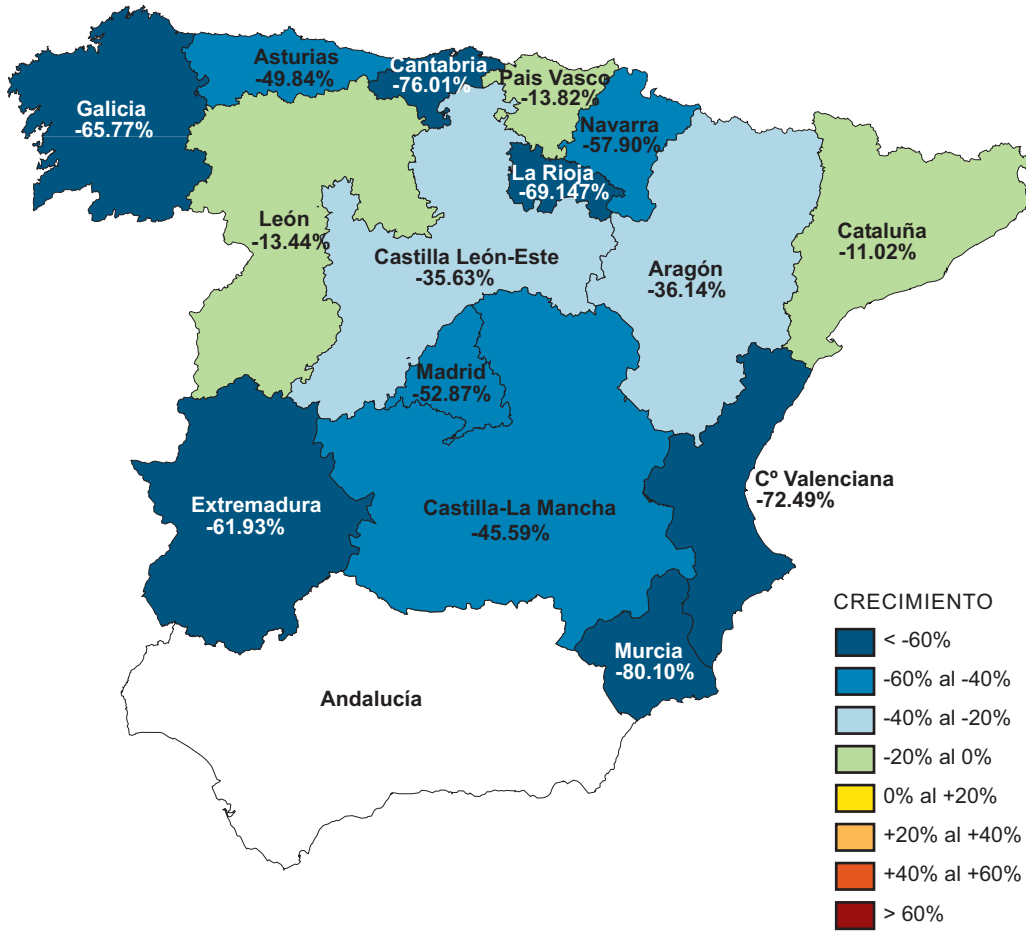 Asturias
-49.84%
Cantabria
-76.01%
Pais Vasco
-13.82%
Galicia
-65.77%
Navarra
-57.90%
La Rioja
-69.147%
León
-13.44%
Castilla León-Este
-35.63%
Aragón
-36.14%
Cataluña
-11.02%
Madrid
-52.87%
Extremadura
-61.93%
Castilla-La Mancha
-45.59%
Cº Valenciana
-72.49%
Murcia
-80.10%
Andalucía
CRECIMIENTO
< -60%
-60% al -40%
-40% al -20%
-20% al 0%
0% al +20%
+20% al +40%
+40% al +60%
> 60%